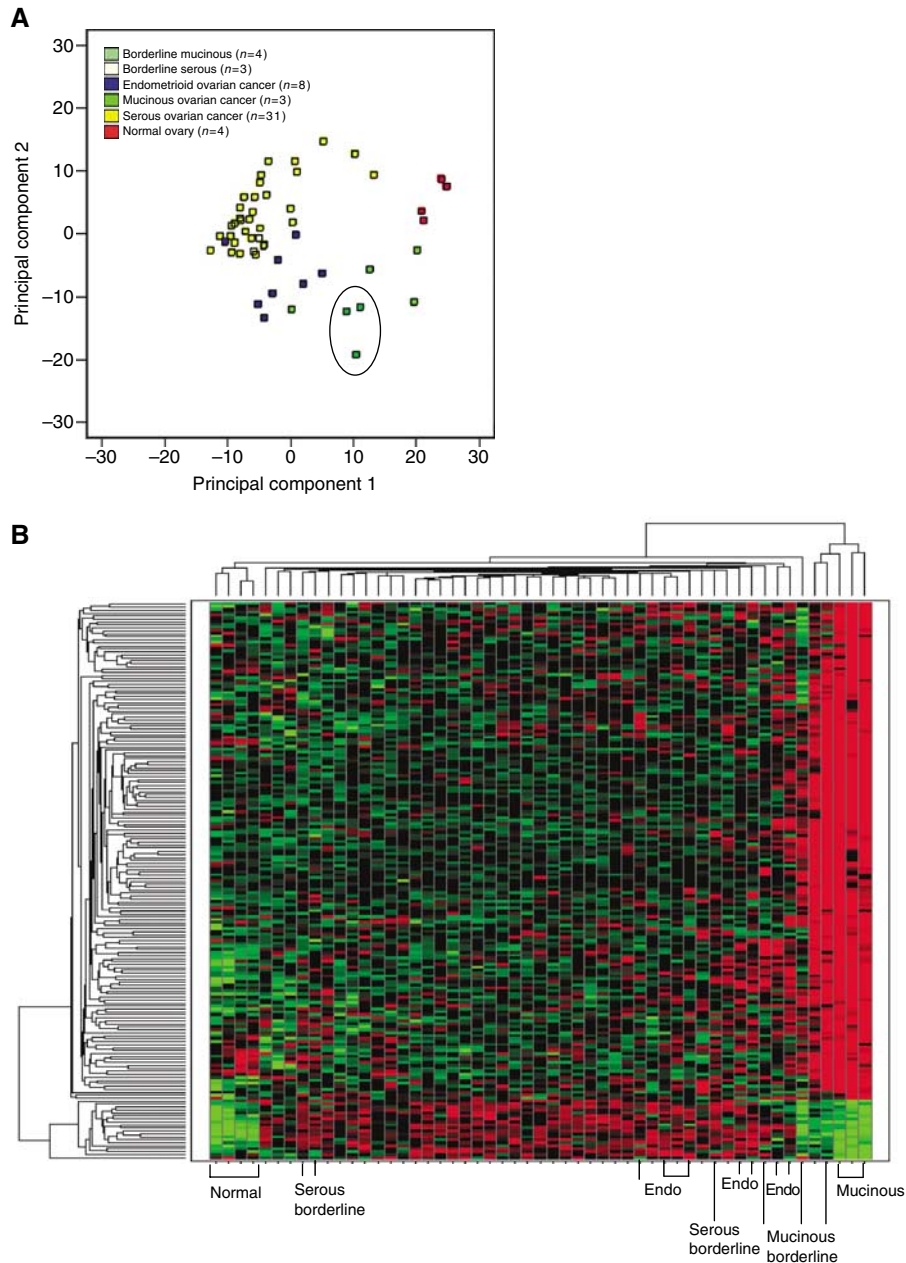 A
30
20
10
0
−10
−20
−30
Principal component 2
Borderline mucinous (n=4)
Borderline serous (n=3)
Endometrioid ovarian cancer (n=8)
Mucinous ovarian cancer (n=3)
Serous ovarian cancer (n=31)
Normal ovary (n=4)
−30 −20 −10 0 10 20 30
Principal component 1
B
Normal
Serous
borderline
Endo
Serous
borderline
Endo
Endo
Mucinous
borderline
Mucinous